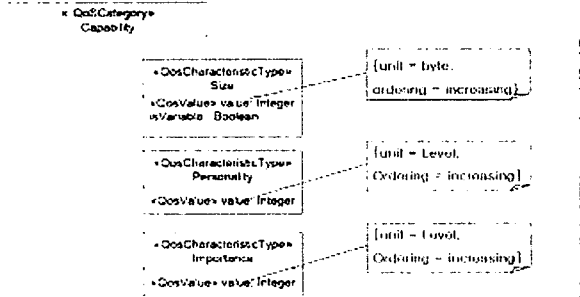 « QoSCategory»
Capability
«QosCharacteristicType»
Size
«QosValue» value: Integer
isVariable : Boolean
{unit = byte,
ordering = increasing}
«QosCharacteristicType»
Personality
«QosValue» value: Integer
{unit = Level,
Ordering = increasing}
«QosCharacteristicType»
Importance
«QosValue» value: Integer
{unit = Level,
Ordering = increasing}